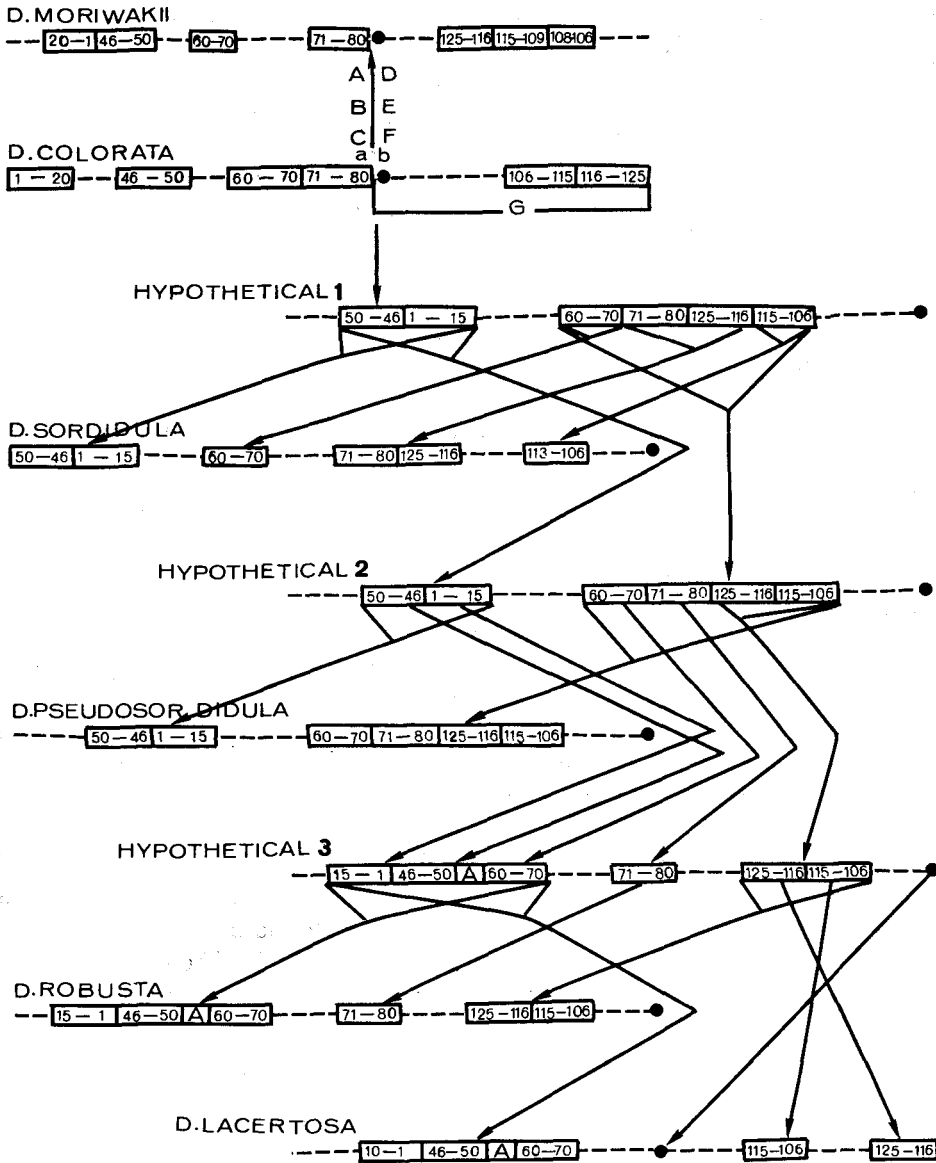 D.MORIWAKII
20–1 46–50 60–70 71–80 125–116 115–109 108-106
A D
B E
C F
a b
D.COLORATA
1 – 20 46 – 50 60 – 70 71 – 80 106 – 115 116 – 125
G
HYPOTHETICAL 1
50 – 46 1 – 15 60 – 70 71 – 80 125 – 116 115–106
D.SORDIDULA
50 – 46 1 – 15 60 – 70 71 – 80 125 – 116 113 – 106
HYPOTHETICAL 2
50 – 46 1 – 15 60 – 70 71 – 80 125 – 116 115–106
D.PSEUDOSOR DIDULA
50 – 46 1 – 15 60 – 70 71 – 80 125–116 115–106
HYPOTHETICAL 3
15 – 1 46–50 A 60–70 71 – 80 125–116 115–106
D.ROBUSTA
15 – 1 46–50 A 60–70 71–80 125 – 116 115–106
D.LACERTOSA
10–1 46–50 A 60–70 115–106 125–116